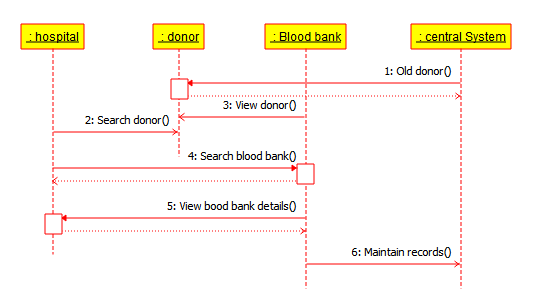 : hospital
: donor
: Blood bank
: central System
1: Old donor()
3: View donor()
2: Search donor()
4: Search blood bank()
5: View bood bank details()
6: Maintain records()